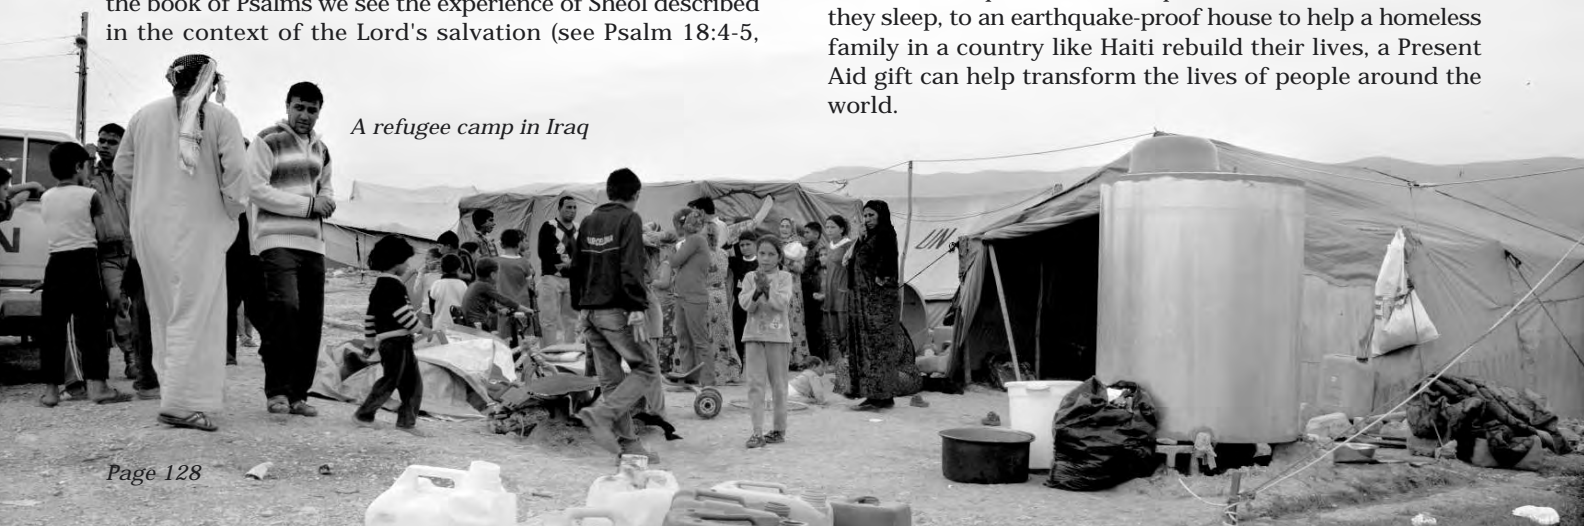 the book of Psalms we see the experience of Sheol described
in the context of the Lord's salvation (see Psalm 18:4-5,
they sleep, to an earthquake-proof house to help a homeless
family in a country like Haiti rebuild their lives, a Present
Aid gift can help transform the lives of people around the
world.
A refugee camp in Iraq
N
UN
Page 128